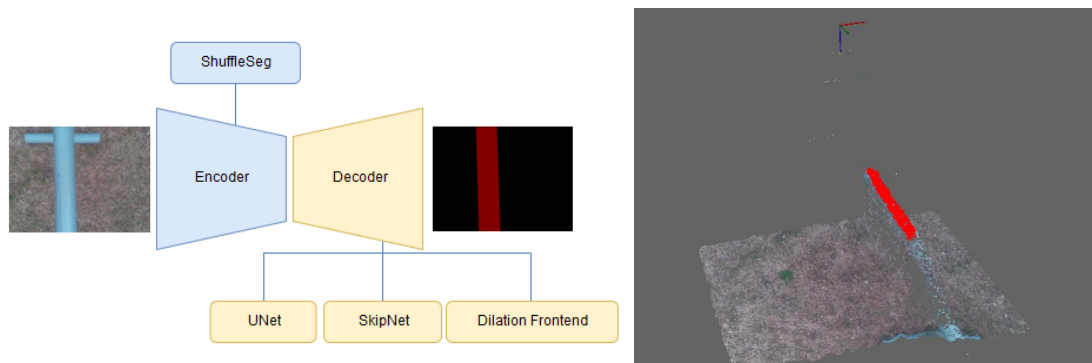 ShuffleSeg
Encoder
Decoder
UNet
SkipNet
Dilation Frontend